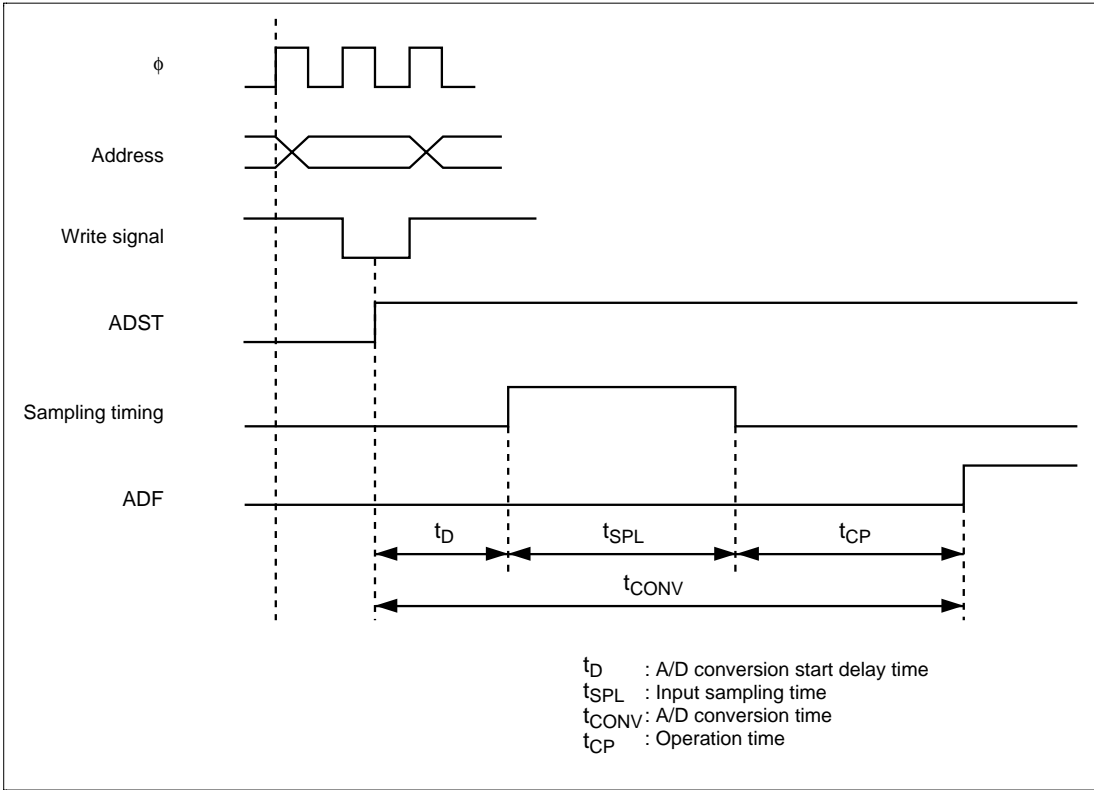 ϕ
Address
Write signal
ADST
Sampling timing
ADF
tD tSPL tCP
tCONV
tD : A/D conversion start delay time
tSPL : Input sampling time
tCONV : A/D conversion time
tCP : Operation time